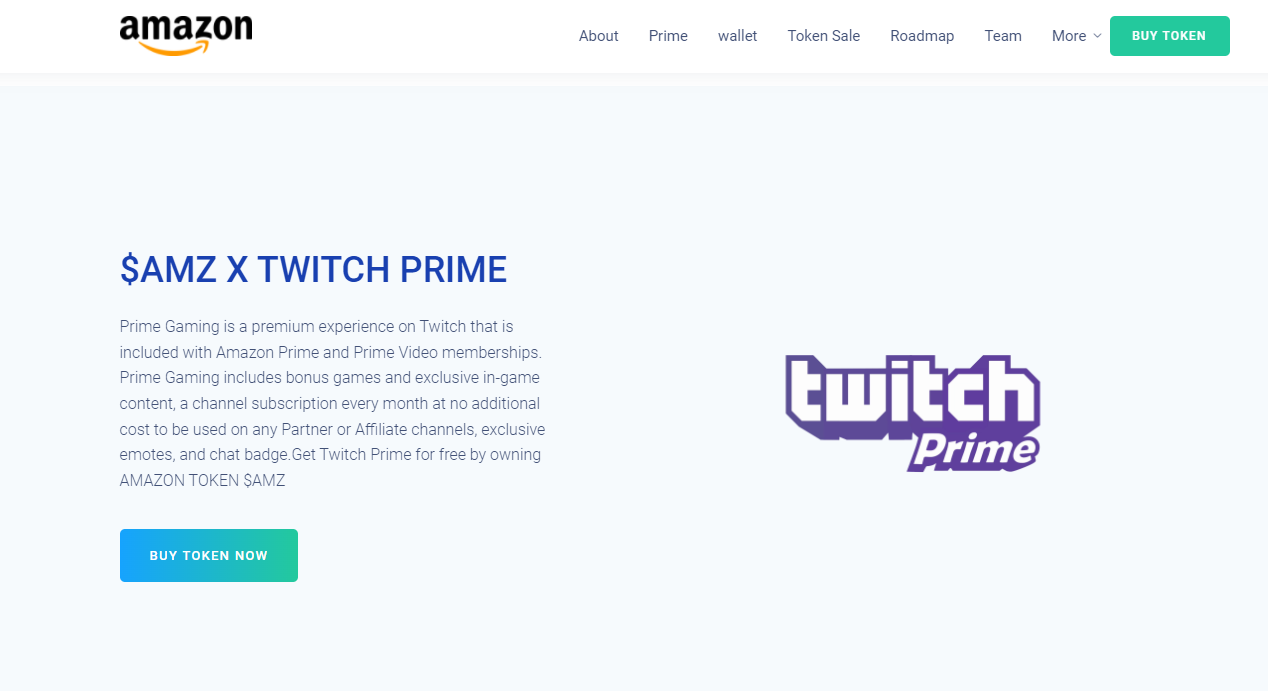 amazon
About Prime wallet Token Sale Roadmap Team More BUY TOKEN
$AMZ X TWITCH PRIME
Prime Gaming is a premium experience on Twitch that is
included with Amazon Prime and Prime Video memberships.
Prime Gaming includes bonus games and exclusive in-game
content, a channel subscription every month at no additional
cost to be used on any Partner or Affiliate channels, exclusive
emotes, and chat badge.Get Twitch Prime for free by owning
AMAZON TOKEN $AMZ
BUY TOKEN NOW
twitch
Prime